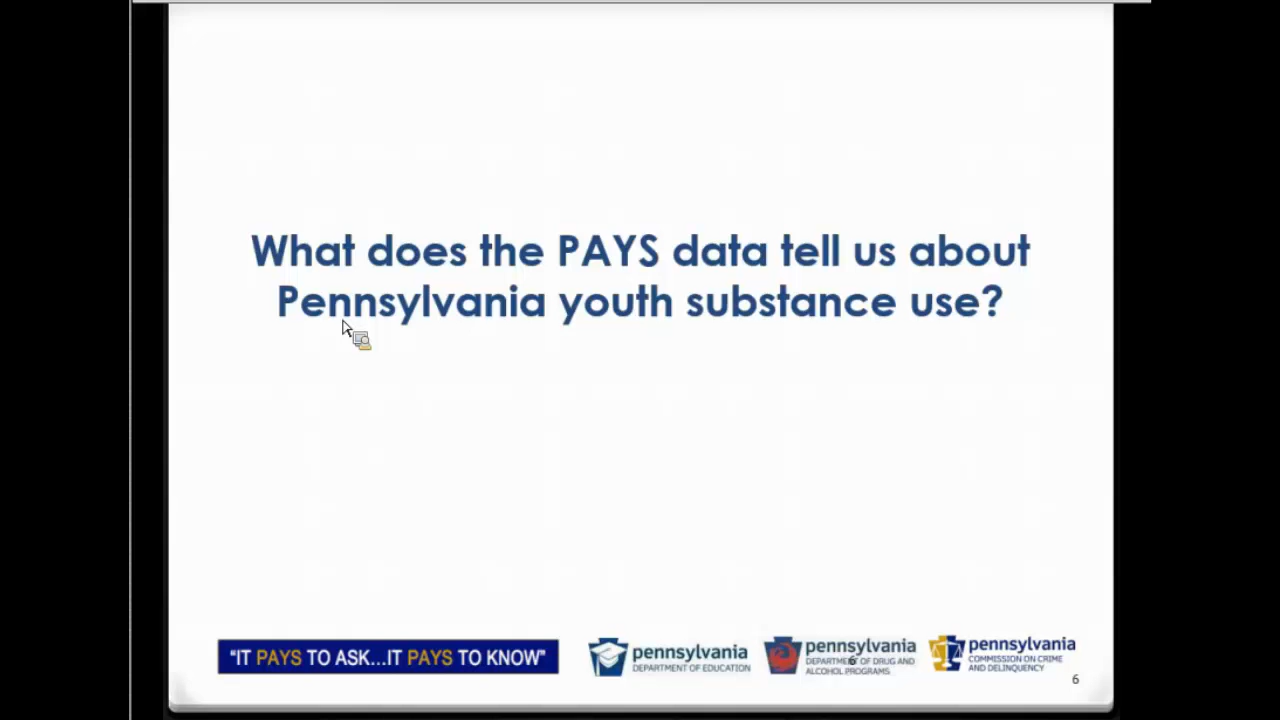 What does the PAYS data tell us about
Pennsylvania youth substance use?
“IT PAYS TO ASK...IT PAYS TO KNOW”
pennsylvania
DEPARTMENT OF EDUCATION
pennsylvania
DEPARTMENT OF DRUG AND
ALCOHOL PROGRAMS
6
pennsylvania
COMMISSION ON CRIME
AND DELINQUENCY
6